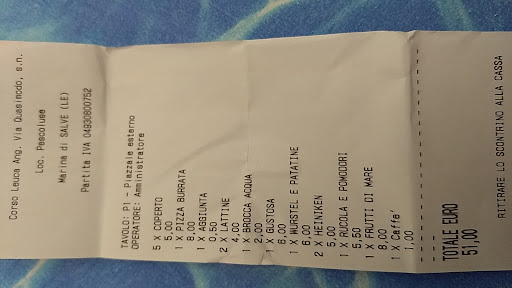 Corso Leuca Ang. Via Quasimodo, s.n.
Loc. Pescoluse
Marina di SALVE (LE)
Partita IVA 04930800752
TAVOLO: P1 - Piazzale esterno
OPERATORE: Amministratore
5 X COPERTO
5,00
1 X PIZZA BURRATA
8,00
1 X AGGIUNTA
0,50
2 X LATTINE
4,00
1 X BROCCA ACQUA
2,00
1 X GUSTOSA
6,00
1 X WURSTEL E PATATINE
6,00
2 X HEINIKEN
5,00
1 X RUCOLA E POMODORI
5,50
1 X FRUTTI DI MARE
8,00
1 X Caffe'
1,00
TOTALE EURO
51,00
RITIRARE LO SCONTRINO ALLA CASSA